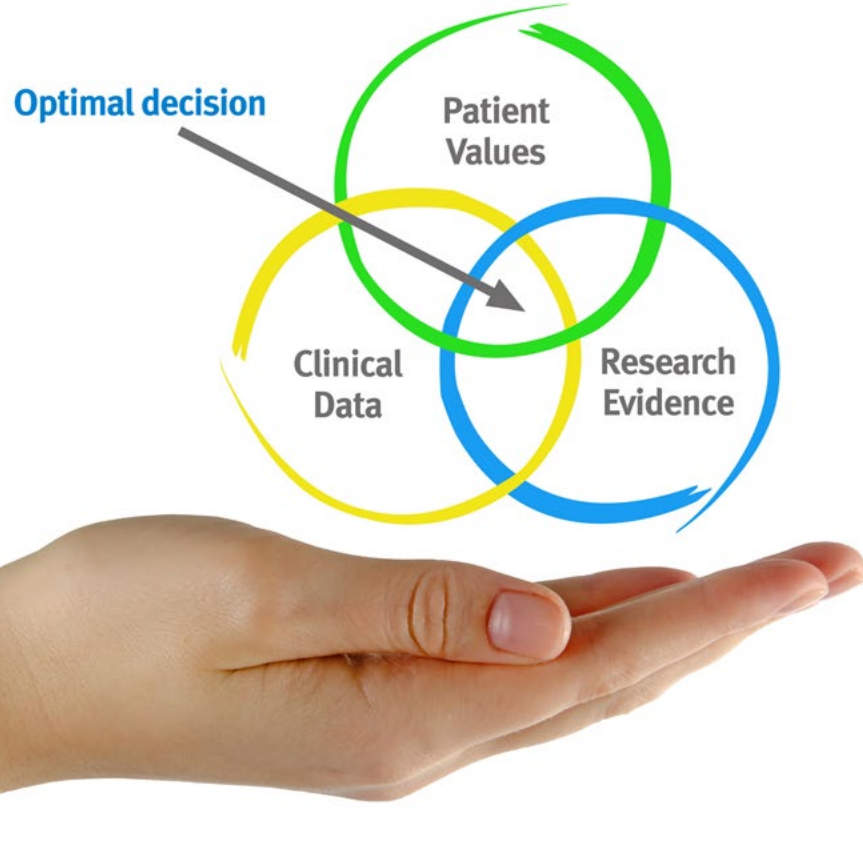 Optimal decision
Patient
Values
Clinical
Data
Research
Evidence